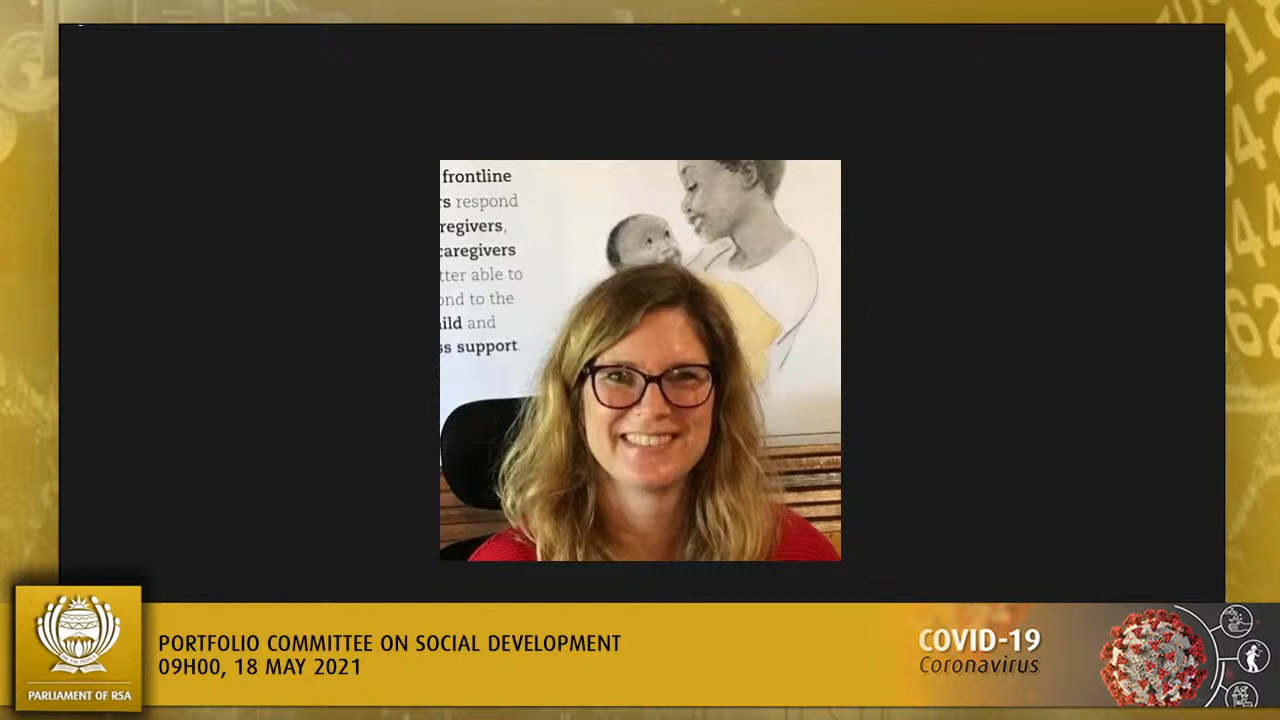 frontline
rs respond
regivers,
caregivers
tter able to
ond to the
ild and
ss support.
PORTFOLIO COMMITTEE ON SOCIAL DEVELOPMENT
09H00, 18 MAY 2021
PARLIAMENT OF RSA
COVID-19
Coronavirus